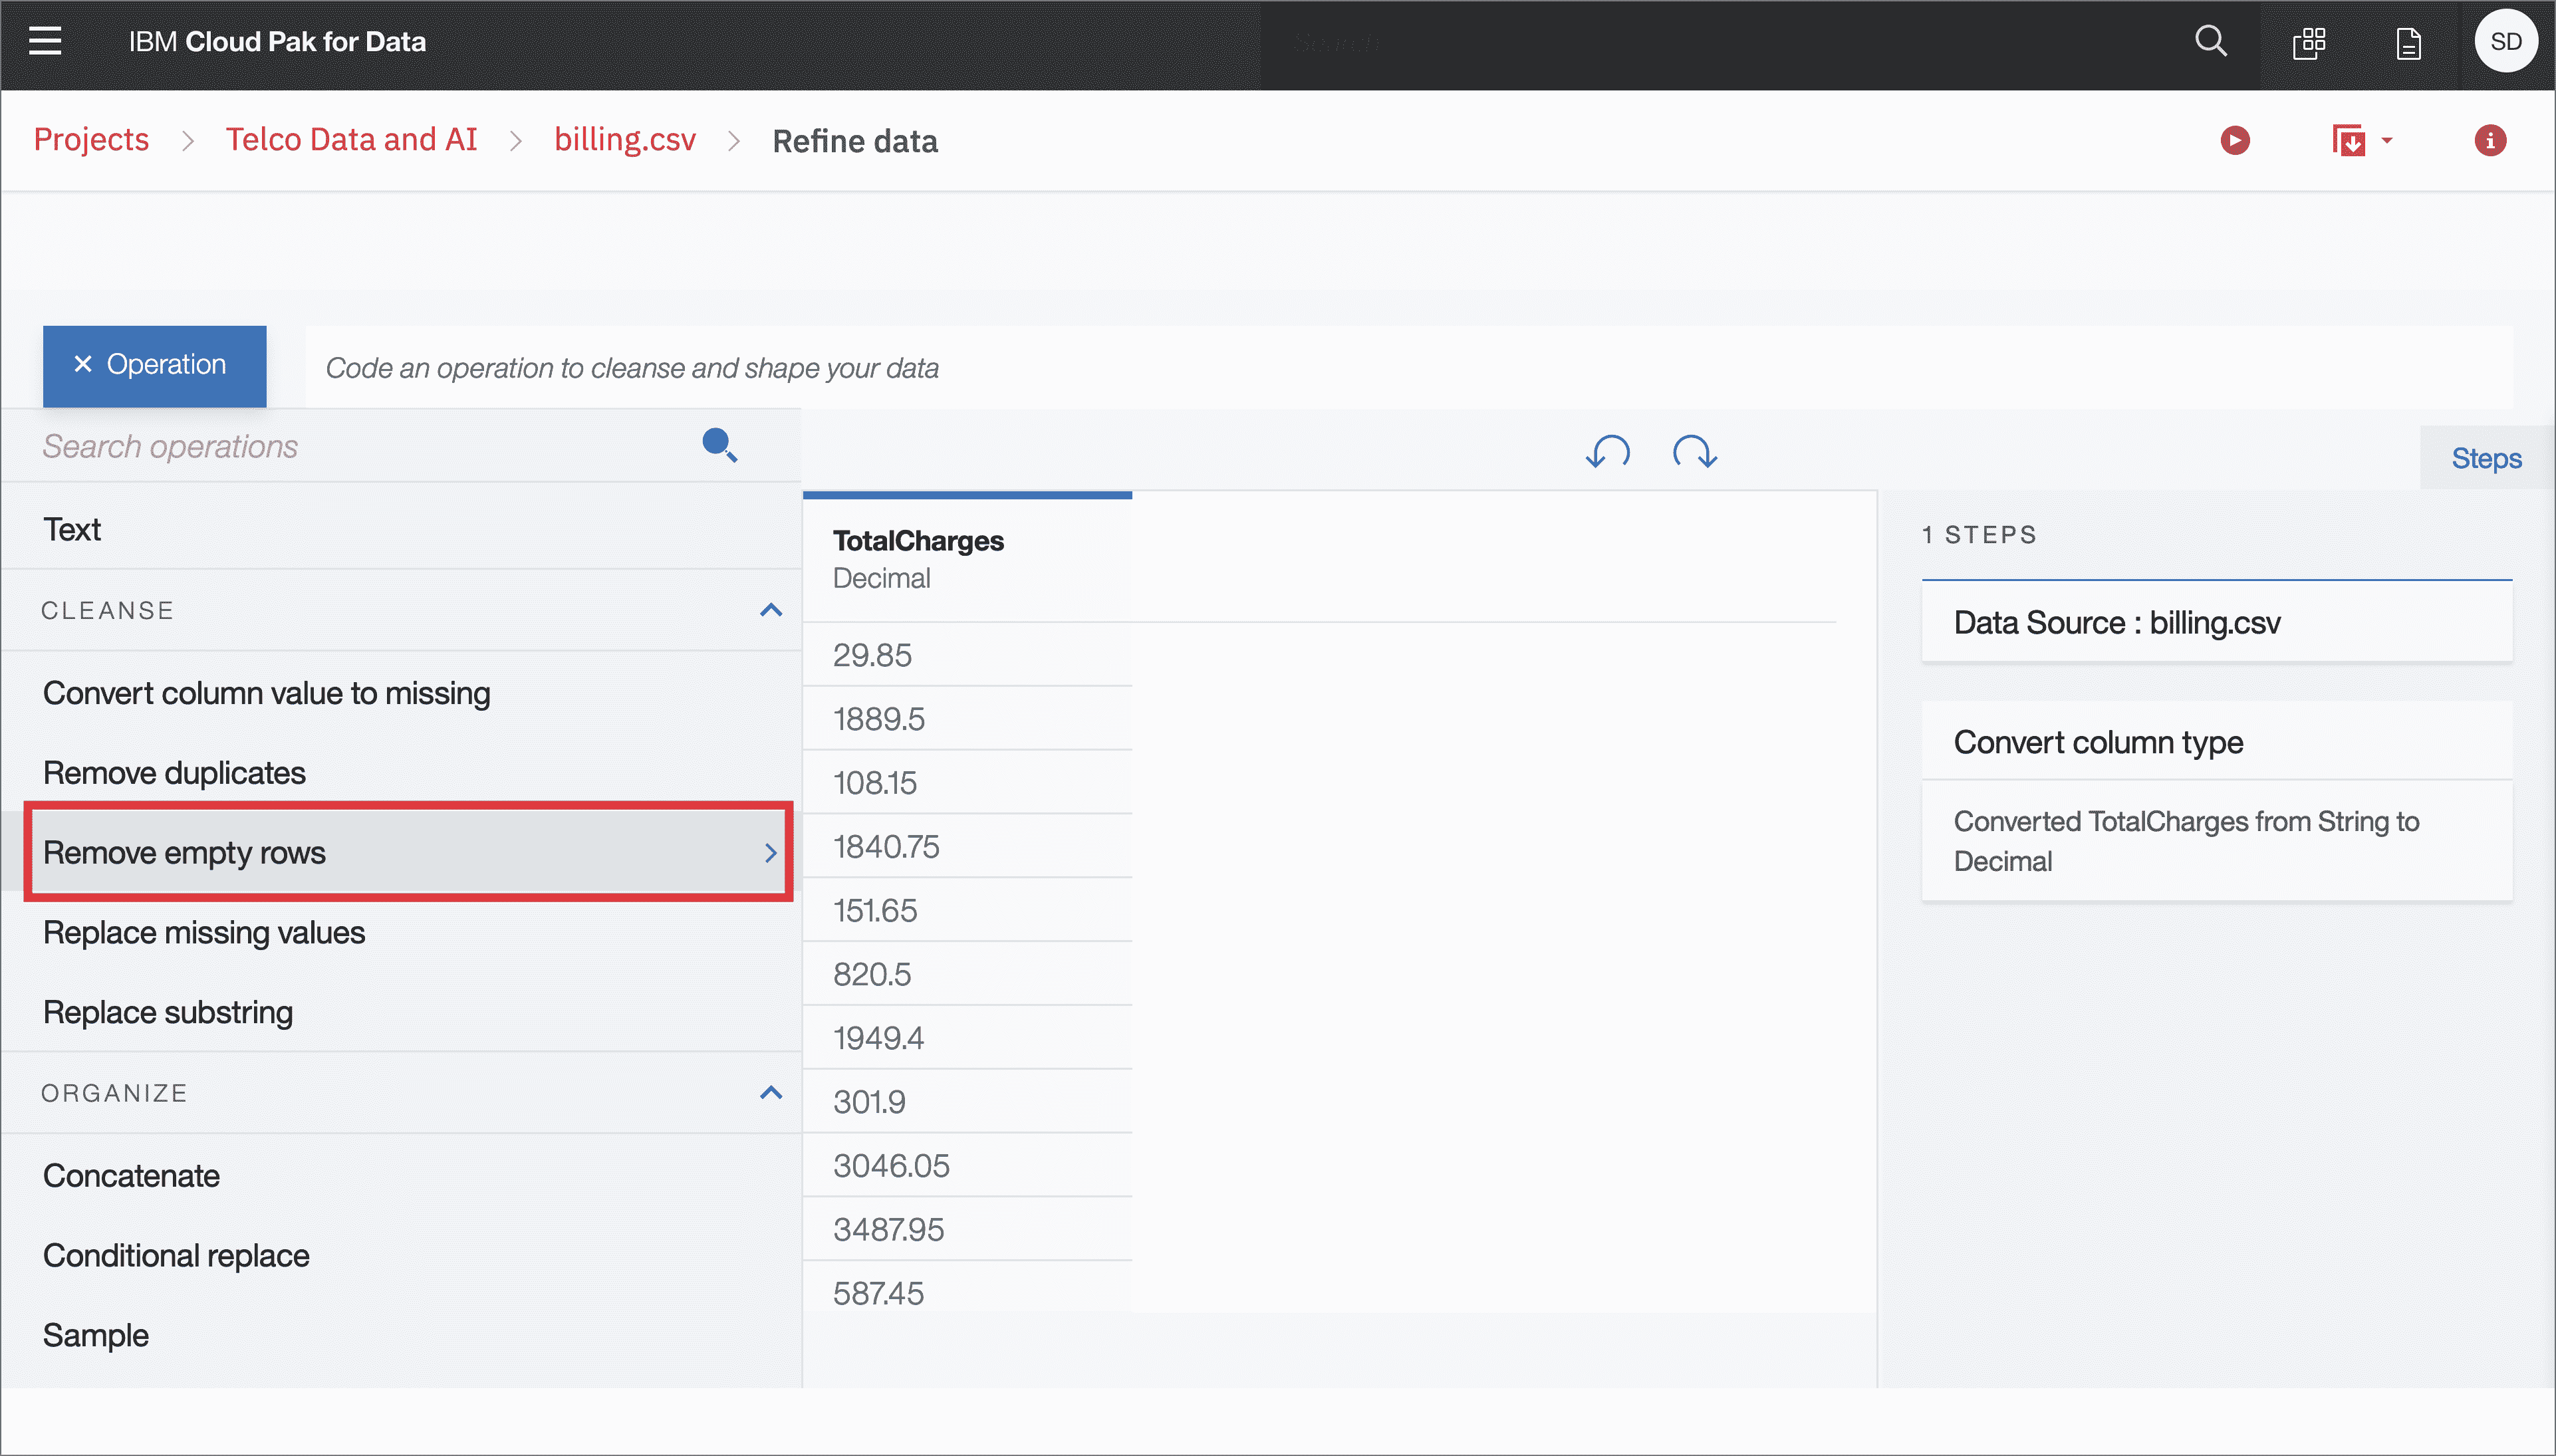 IBM Cloud Pak for Data
Search
SD
Projects > Telco Data and AI > billing.csv > Refine data
× Operation
Code an operation to cleanse and shape your data
Search operations
Steps
Text
CLEANSE
Convert column value to missing
Remove duplicates
Remove empty rows
Replace missing values
Replace substring
ORGANIZE
Concatenate
Conditional replace
Sample
TotalCharges
Decimal
29.85
1889.5
108.15
1840.75
151.65
820.5
1949.4
301.9
3046.05
3487.95
587.45
1 STEPS
Data Source : billing.csv
Convert column type
Converted TotalCharges from String to
Decimal